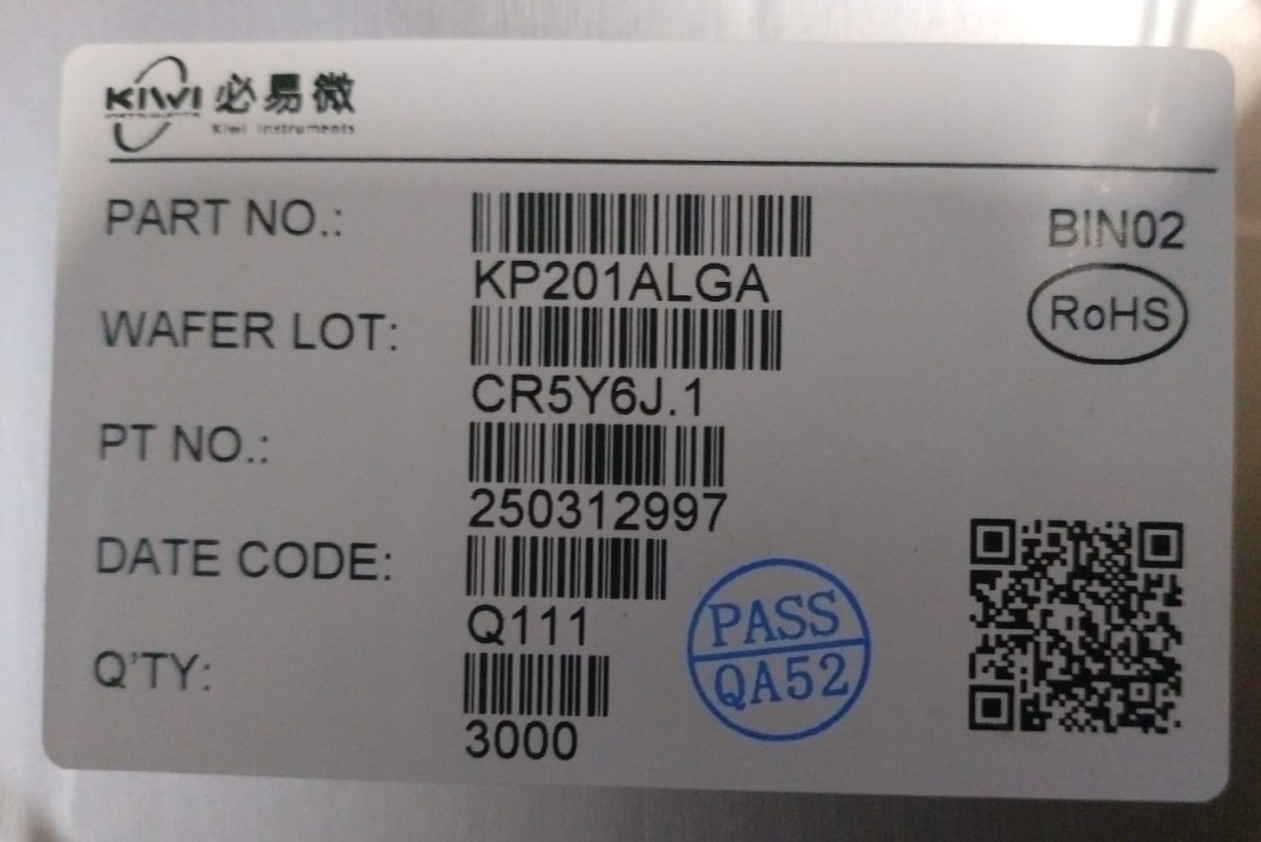 KIWI 必易微
Kiwi Instruments
PART NO.:
KP201ALGA
BIN02
RoHS
WAFER LOT:
CR5Y6J.1
PT NO.:
250312997
DATE CODE:
Q111
Q'TY:
3000
PASS
QA52